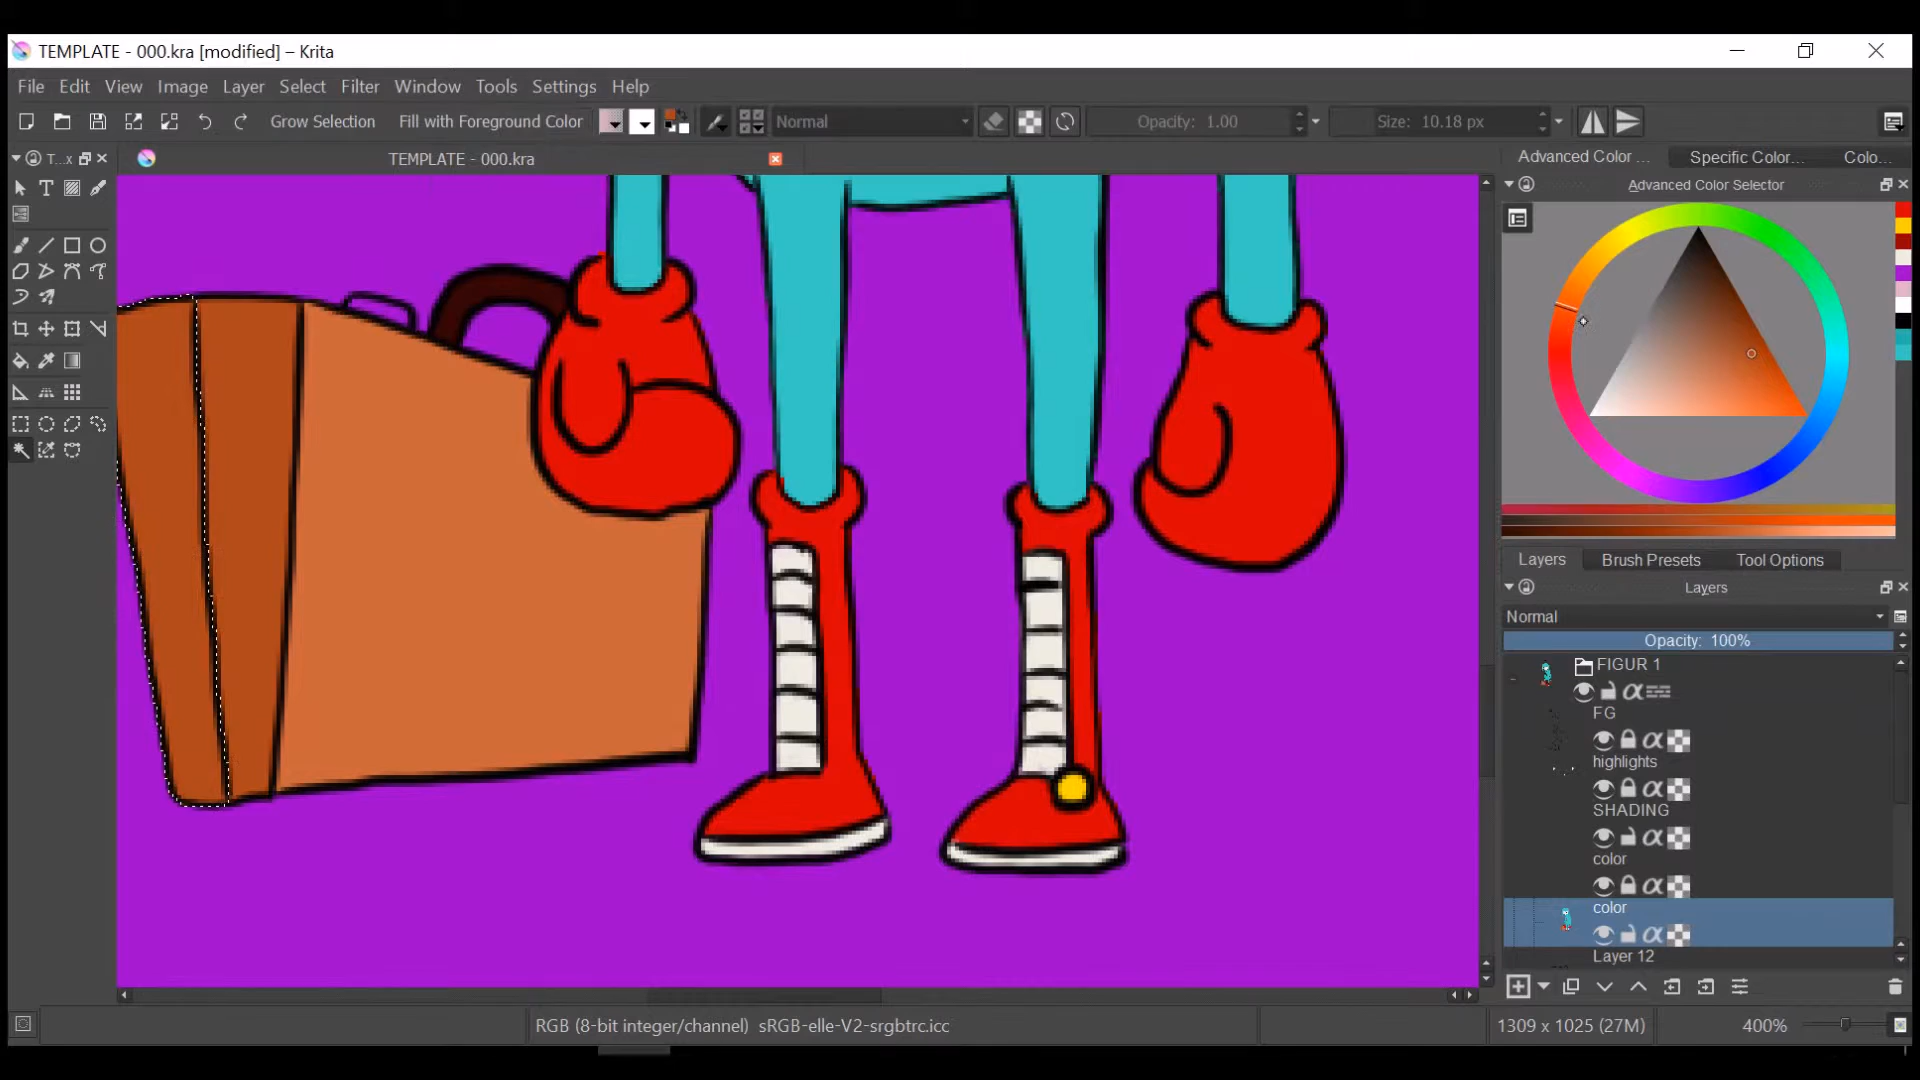 TEMPLATE - 000.kra [modified] – Krita
File Edit View Image Layer Select Filter Window Tools Settings Help
Grow Selection Fill with Foreground Color Normal Opacity: 1.00 Size: 10.18 px
T... x TEMPLATE - 000.kra
Advanced Color ... Specific Color... Colo...
Advanced Color Selector
Layers Brush Presets Tool Options
Layers
Normal
Opacity: 100%
FIGUR 1
FG
highlights
SHADING
color
color
Layer 12
RGB (8-bit integer/channel) sRGB-elle-V2-srgbtrc.icc 1309 x 1025 (27M) 400%